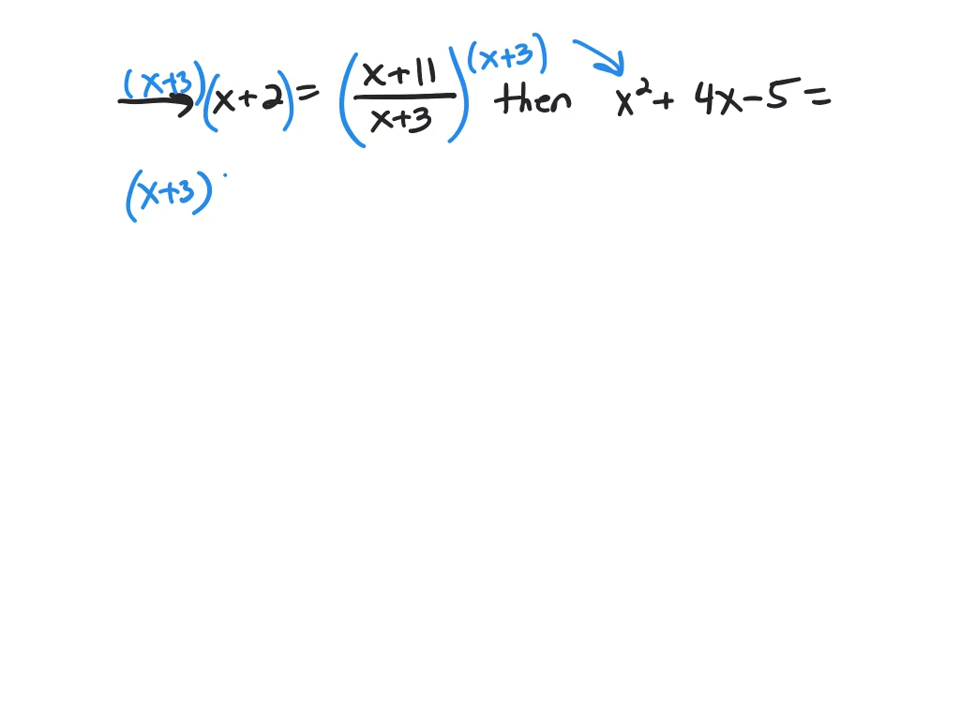 (x+3)(x+2) = (x+11/x+3)(x+3) then x²+ 4x-5=
(x+3)